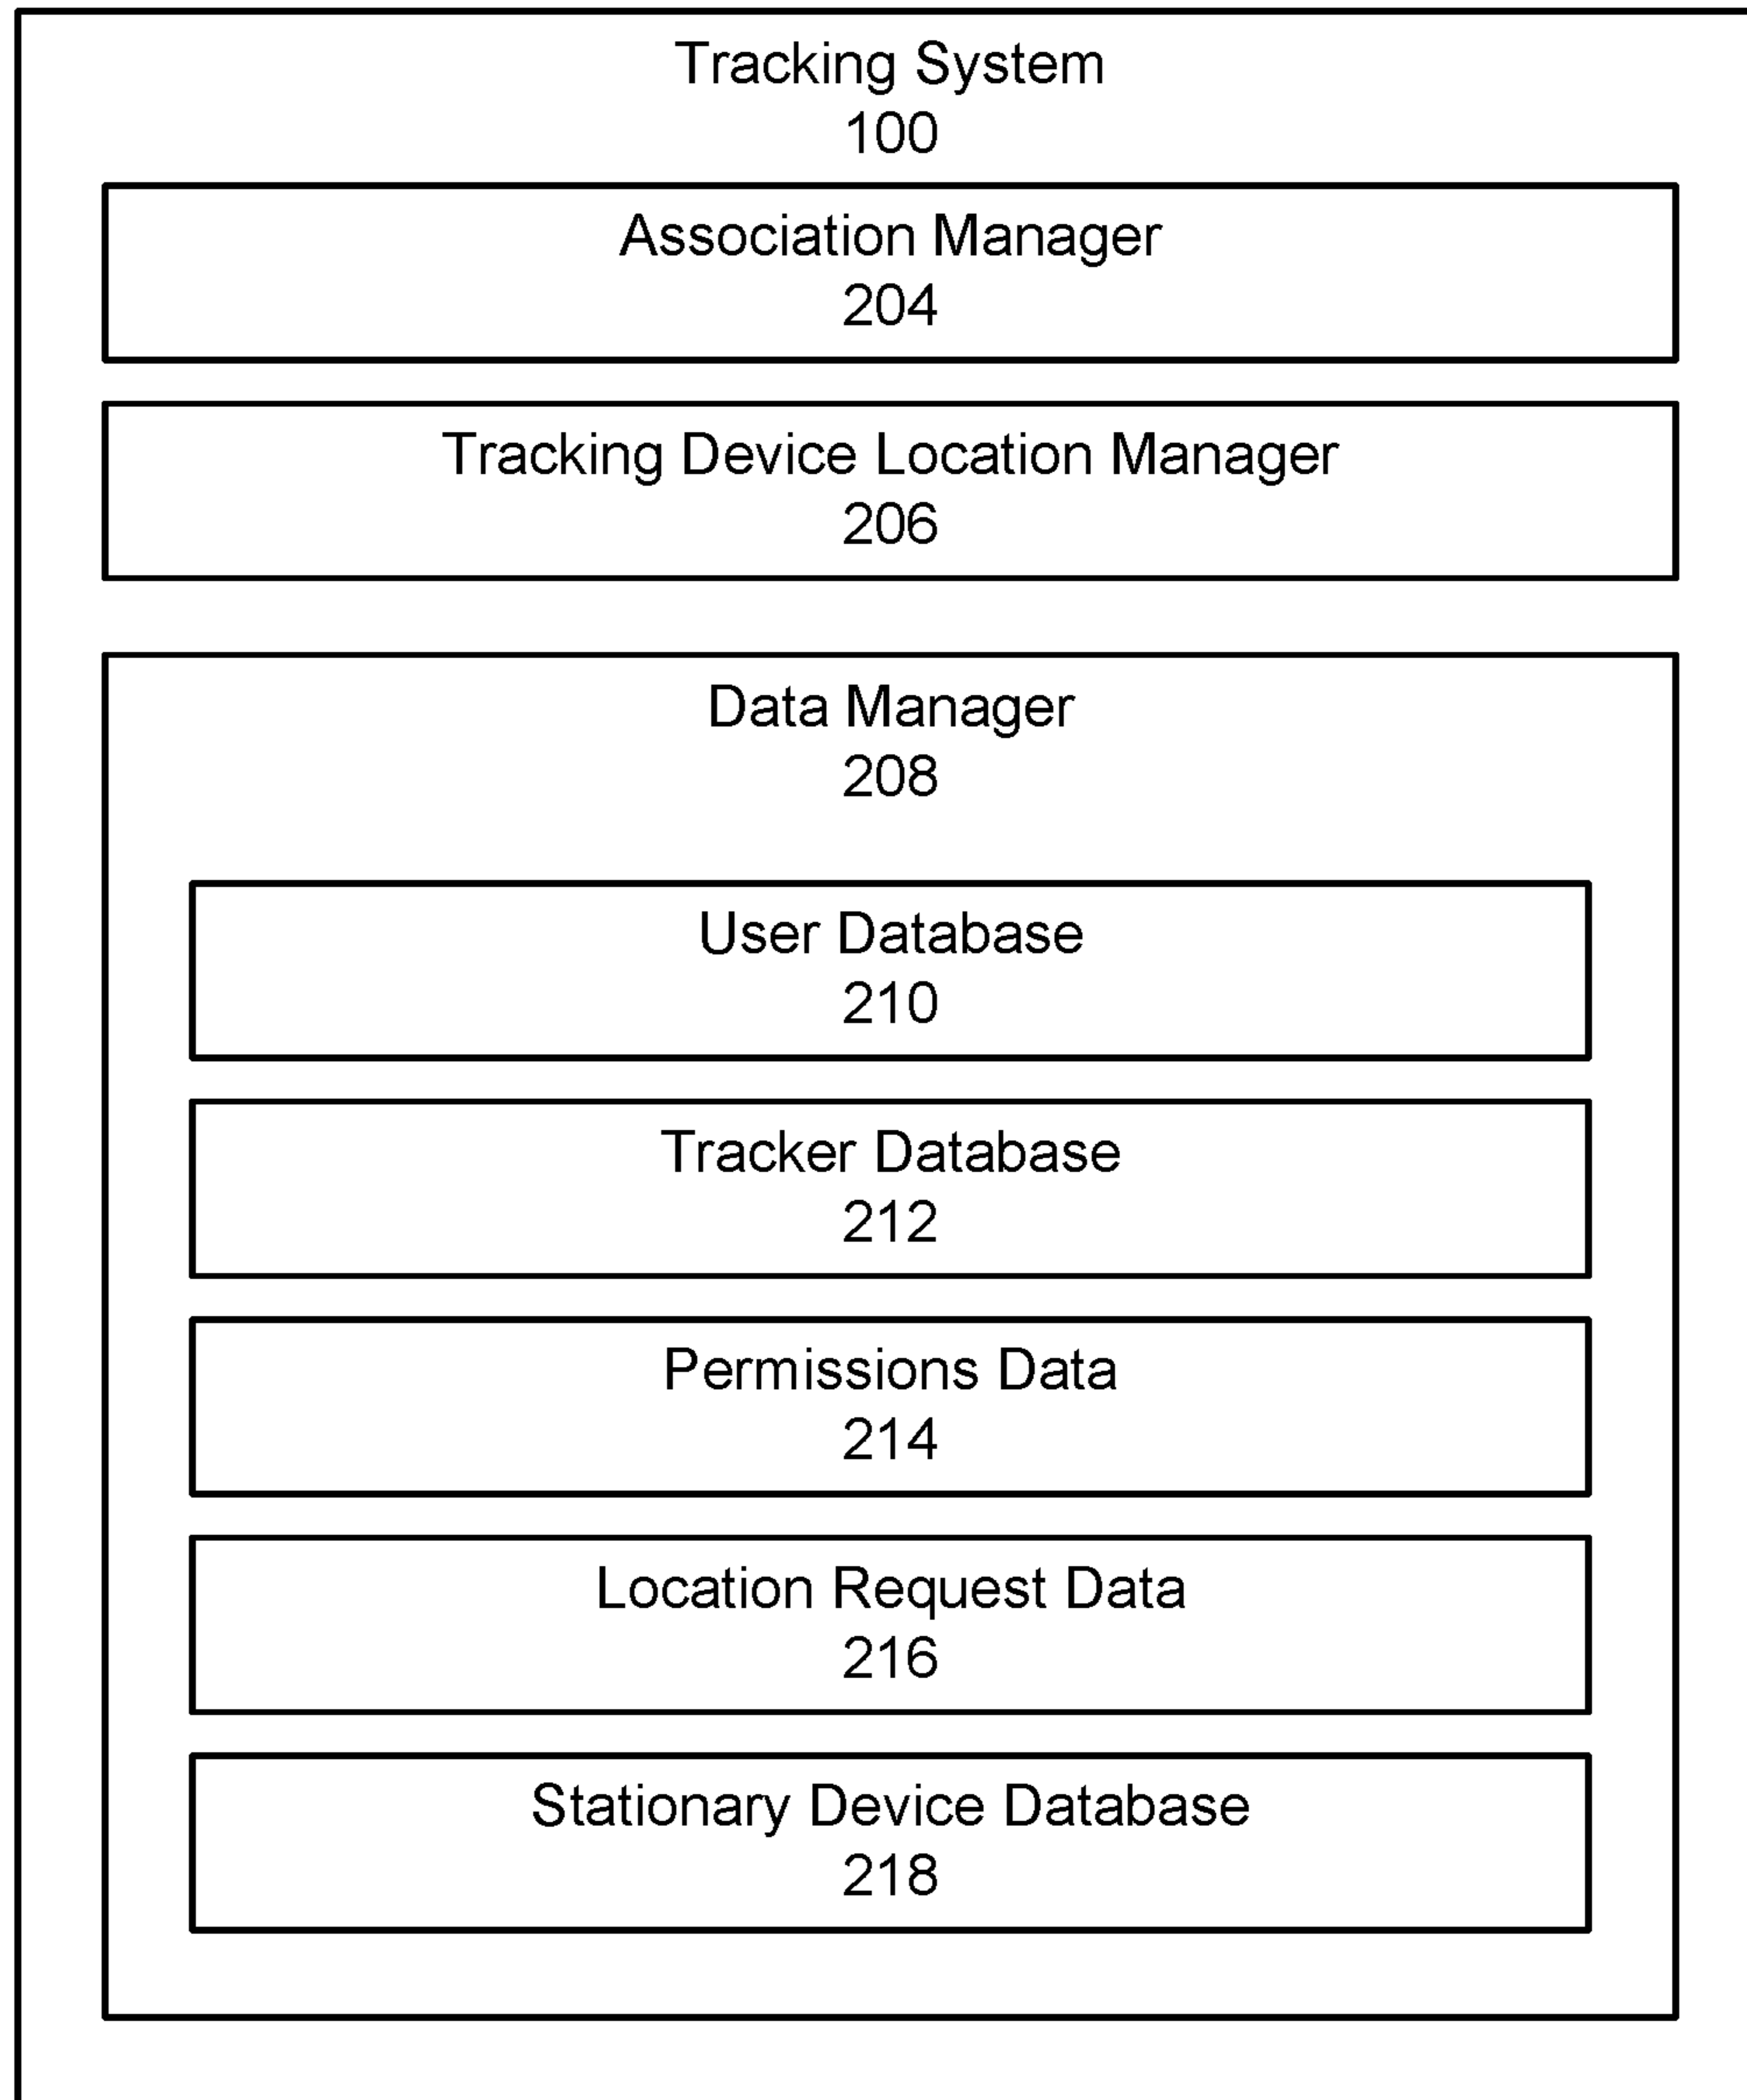 Tracking System
100
Association Manager
204
Tracking Device Location Manager
206
Data Manager
208
User Database
210
Tracker Database
212
Permissions Data
214
Location Request Data
216
Stationary Device Database
218